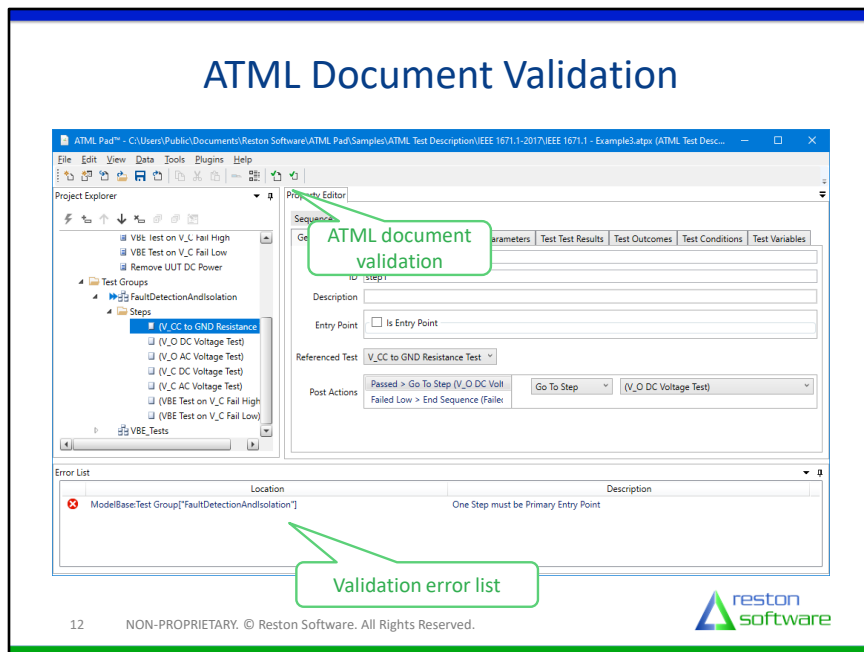 ATML Document Validation
ATML Pad™ - C:\Users\Public\Documents\Reston Software\ATML Pad\Samples\ATML Test Description\IEEE 1671.1-2017\IEEE 1671.1 - Example3.atpx (ATML Test Desc...
File Edit View Data Tools Plugins Help
Project Explorer
Property Editor
VBE Test on V_C Fail High
VBE Test on V_C Fail Low
Remove UUT DC Power
Test Groups
FaultDetectionAndIsolation
Steps
(V_CC to GND Resistance
(V_O DC Voltage Test)
(V_O AC Voltage Test)
(V_C DC Voltage Test)
(V_C AC Voltage Test)
(VBE Test on V_C Fail High
(VBE Test on V_C Fail Low)
VBE_Tests
Sequence
ATML document
validation
Test Test Results Test Outcomes Test Conditions Test Variables
ID step1
Description
Entry Point Is Entry Point
Referenced Test V_CC to GND Resistance Test
Post Actions
Passed > Go To Step (V_O DC Volt
Failed Low > End Sequence (Failed
Go To Step (V_O DC Voltage Test)
Error List
Location Description
ModelBase:Test Group["FaultDetectionAndIsolation"] One Step must be Primary Entry Point
Validation error list
12 NON-PROPRIETARY. © Reston Software. All Rights Reserved.
reston
software